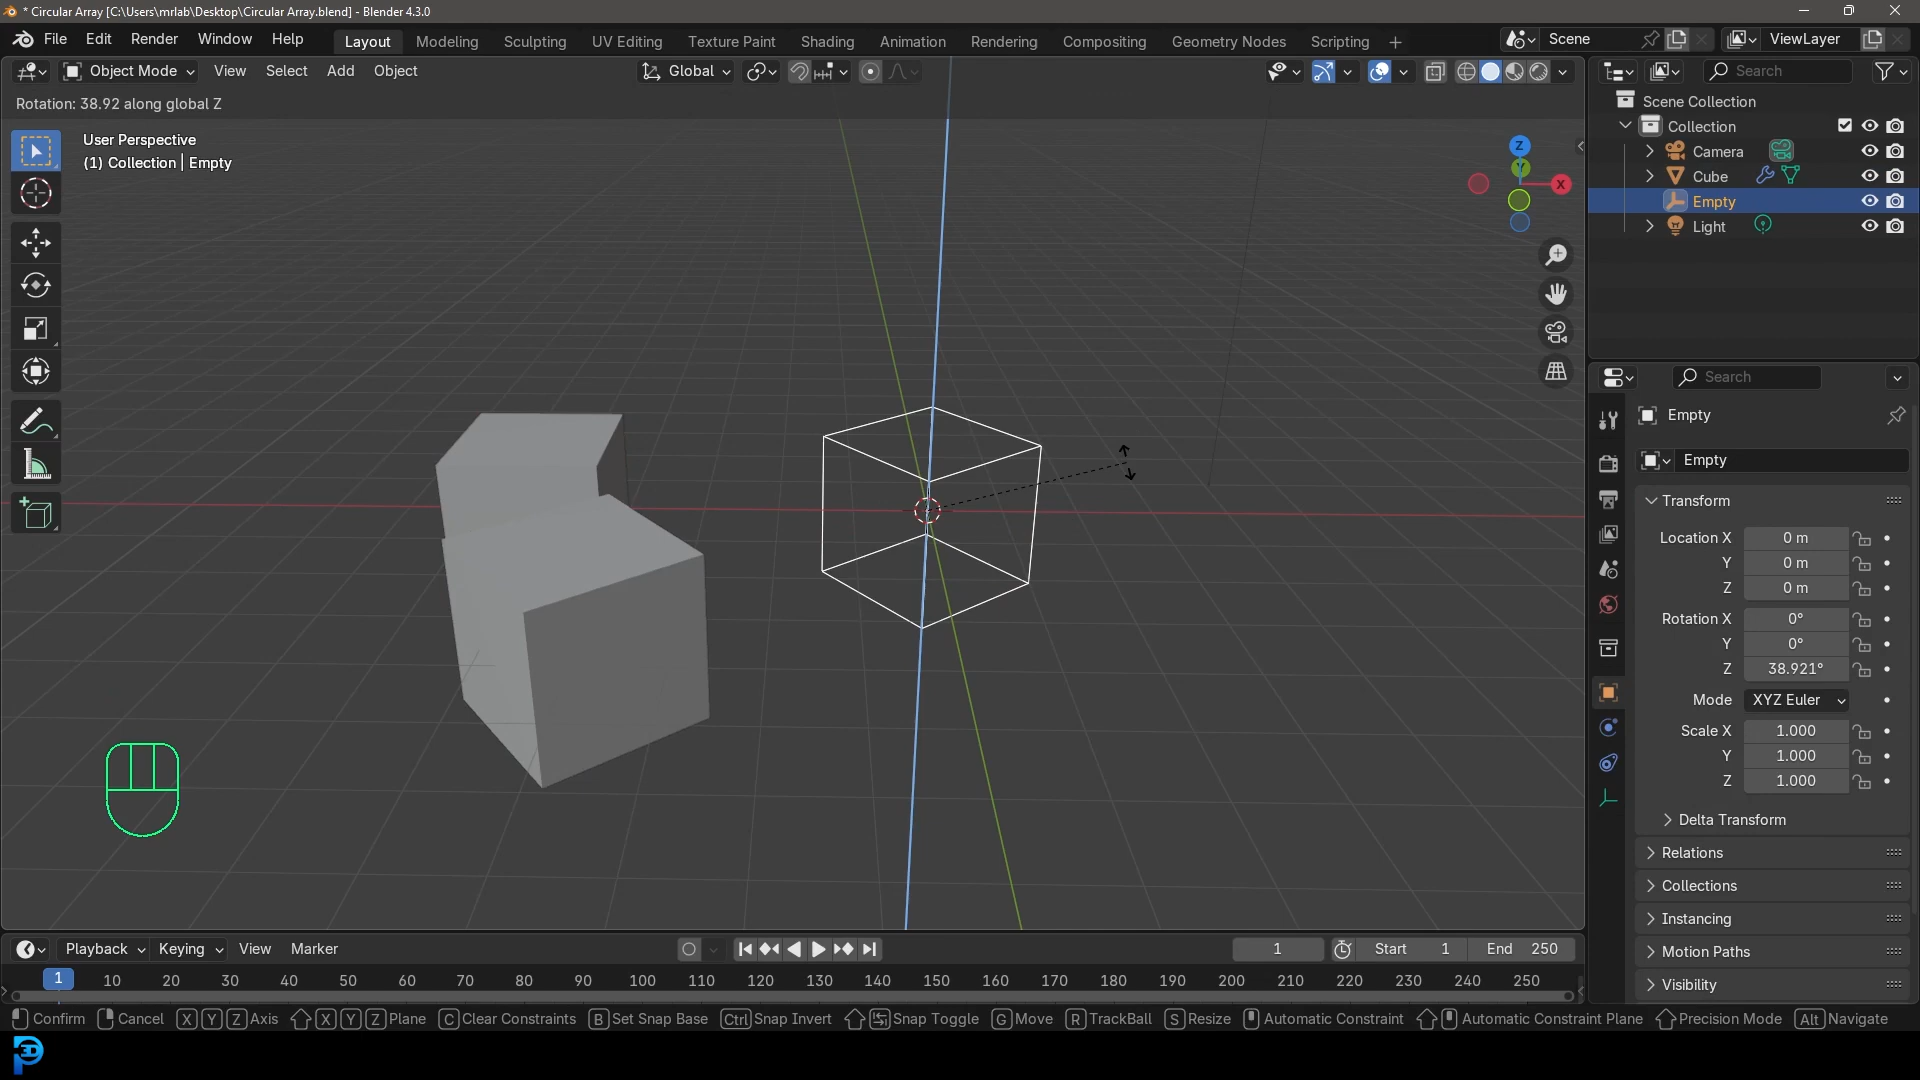 * Circular Array [C:\Users\mrlab\Desktop\Circular Array.blend] - Blender 4.3.0
File Edit Render Window Help Layout Modeling Sculpting UV Editing Texture Paint Shading Animation Rendering Compositing Geometry Nodes Scripting + Scene ViewLayer
Object Mode View Select Add Object Global Search
Rotation: 38.92 along global Z
User Perspective
(1) Collection | Empty
Z
Y
X
Scene Collection
Collection
Camera
Cube
Empty
Light
Search
Empty
Empty
Transform
Location X 0 m
Y 0 m
Z 0 m
Rotation X 0°
Y 0°
Z 38.921°
Mode XYZ Euler
Scale X 1.000
Y 1.000
Z 1.000
Delta Transform
Relations
Collections
Instancing
Motion Paths
Visibility
Playback Keying View Marker 1 Start 1 End 250
1 10 20 30 40 50 60 70 80 90 100 110 120 130 140 150 160 170 180 190 200 210 220 230 240 250
Confirm Cancel X Y Z Axis X Y Z Plane C Clear Constraints B Set Snap Base Ctrl Snap Invert Snap Toggle G Move R TrackBall S Resize Automatic Constraint Automatic Constraint Plane Precision Mode Alt Navigate